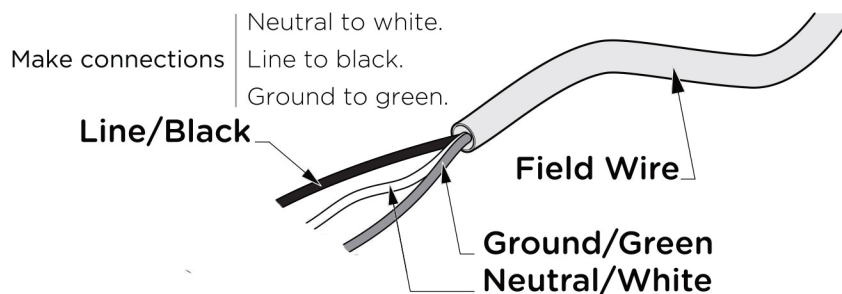 Neutral to white.
Make connections
Line to black.
Ground to green.
Line/Black
Field Wire
Ground/Green
Neutral/White